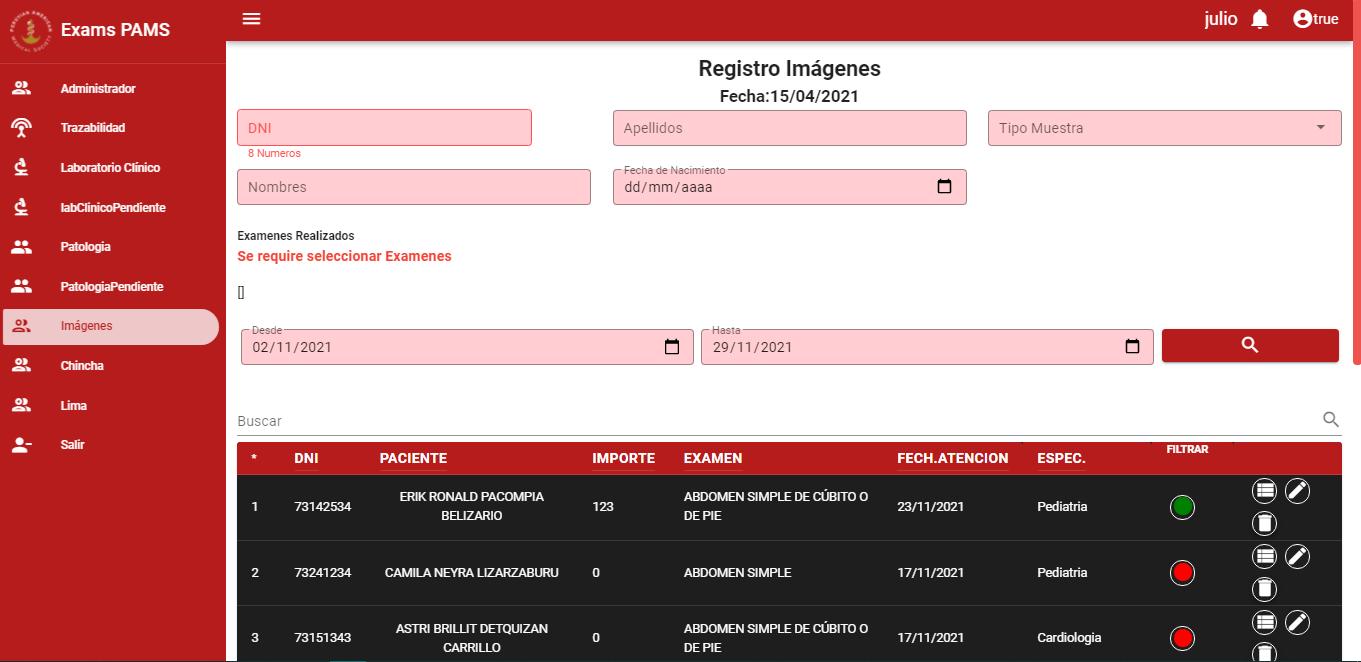 PERUVIAN AMERICAN MEDICAL SOCIETY
Exams PAMS
julio
true
Administrador
Trazabilidad
Laboratorio Clínico
labClinicoPendiente
Patologia
PatologiaPendiente
Imágenes
Chincha
Lima
Salir
Registro Imágenes
Fecha:15/04/2021
DNI
Apellidos
Tipo Muestra
8 Numeros
Nombres
Fecha de Nacimiento
dd/mm/aaaa
Examenes Realizados
Se require seleccionar Examenes
[]
Desde
02/11/2021
Hasta
29/11/2021
Buscar
* DNI PACIENTE IMPORTE EXAMEN FECH.ATENCION ESPEC. FILTRAR
1 73142534 ERIK RONALD PACOMPIA 123 ABDOMEN SIMPLE DE CÚBITO O 23/11/2021 Pediatria
BELIZARIO DE PIE
2 73241234 CAMILA NEYRA LIZARZABURU 0 ABDOMEN SIMPLE 17/11/2021 Pediatria
3 73151343 ASTRI BRILLIT DETQUIZAN 0 ABDOMEN SIMPLE DE CÚBITO O 17/11/2021 Cardiologia
CARRILLO DE PIE